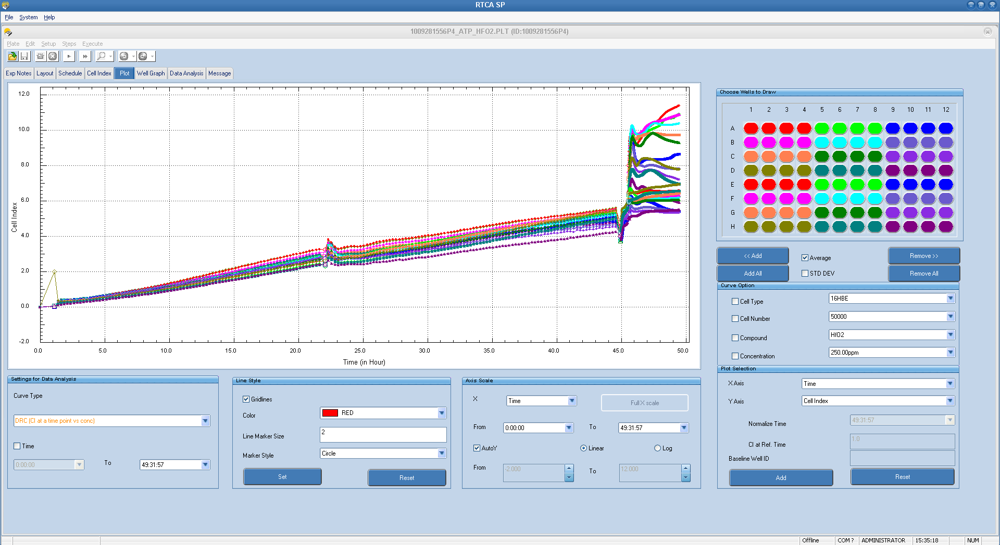 RTCA SP
File System Help
1009281556P4_ATP_HFO2.PLT (ID:1009281556P4)
Plate Edit Setup Steps Execute
Exp Notes Layout Schedule Cell Index Plot Well Graph Data Analysis Message
12.0
10.0
8.0
6.0
4.0
2.0
0.0
-2.0
Cell Index
0.0 5.0 10.0 15.0 20.0 25.0 30.0 35.0 40.0 45.0 50.0
Time (in Hour)
Choose Wells to Draw
1 2 3 4 5 6 7 8 9 10 11 12
A
B
C
D
E
F
G
H
<< Add
Average
Remove >>
Add All
STD DEV
Remove All
Curve Option
Cell Type 16HBE
Cell Number 50000
Compound HfO2
Concentration 250.00ppm
Plot Selection
X Axis Time
Y Axis Cell Index
Normalize Time 49:31:57
CI at Ref. Time 1.0
Baseline Well ID
Add Reset
Settings for Data Analysis
Curve Type
DRC (CI at a time point vs conc)
Time
0:00:00 To 49:31:57
Line Style
Gridlines
Color RED
Line Marker Size 2
Marker Style Circle
Set Reset
Axis Scale
X Time Full X scale
From 0:00:00 To 49:31:57
AutoY Linear Log
From -2.000 To 12.000
Offline COM ? ADMINISTRATOR 15:35:18 NUM